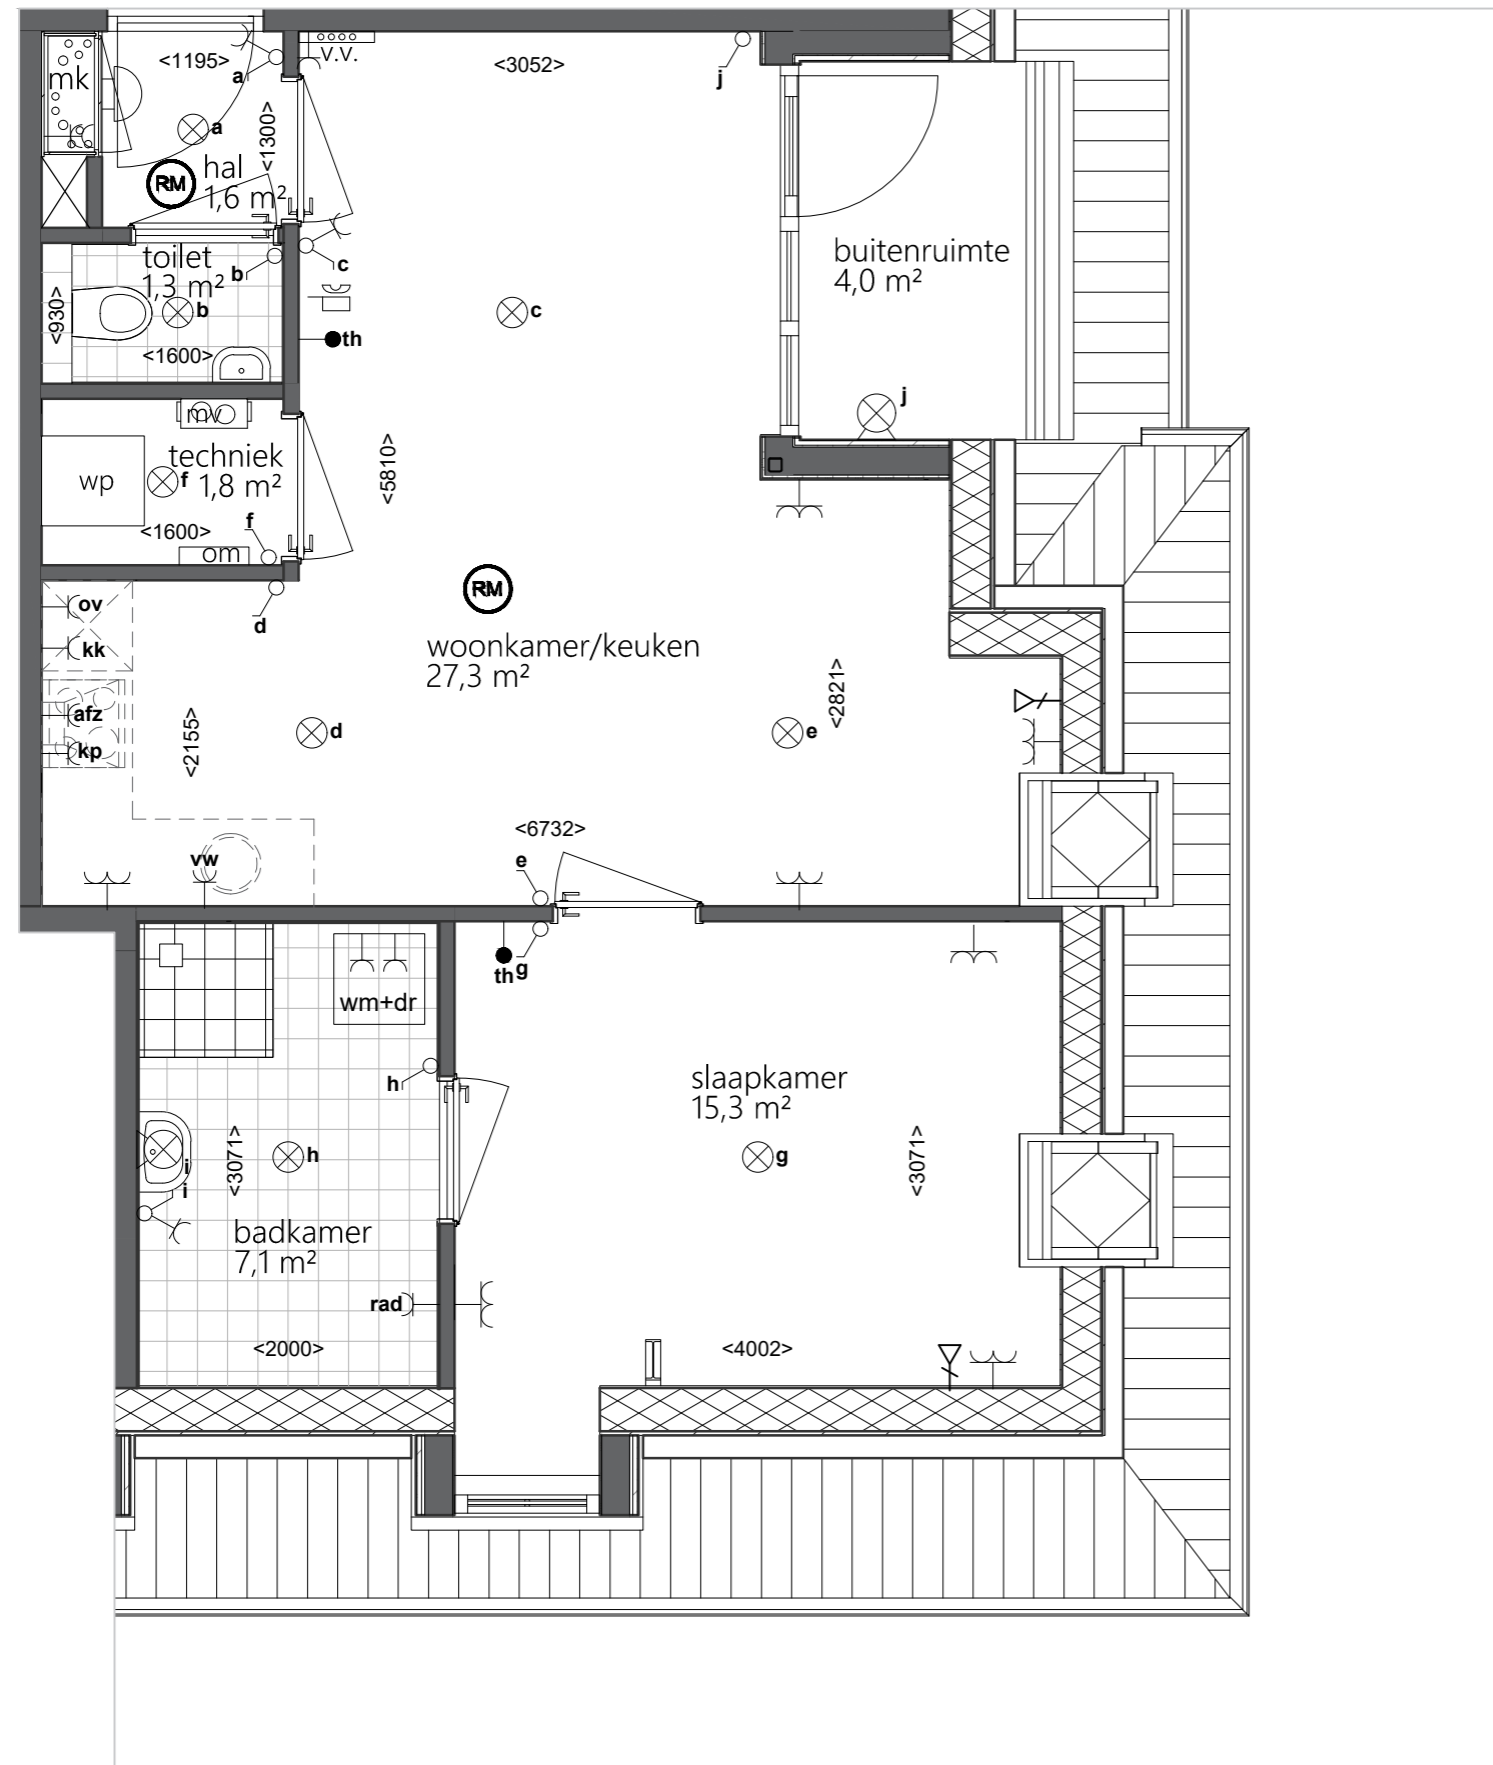 <1195>
v.v.
<3052>
a
j
mk
a
<1300>
hal
1,6 m²
RM
buitenruimte
4,0 m²
toilet
1,3 m²
b
c
<930>
b
c
<1600>
th
j
mv
techniek
1,8 m²
wp
f
<5810>
<1600>
f
om
RM
d
ov
kk
woonkamer/keuken
27,3 m²
afz
kp
<2155>
d
<2821>
e
<6732>
vw
e
th
g
wm+dr
h
slaapkamer
15,3 m²
<3071>
h
g
<3071>
i
i
badkamer
7,1 m²
rad
<2000>
<4002>